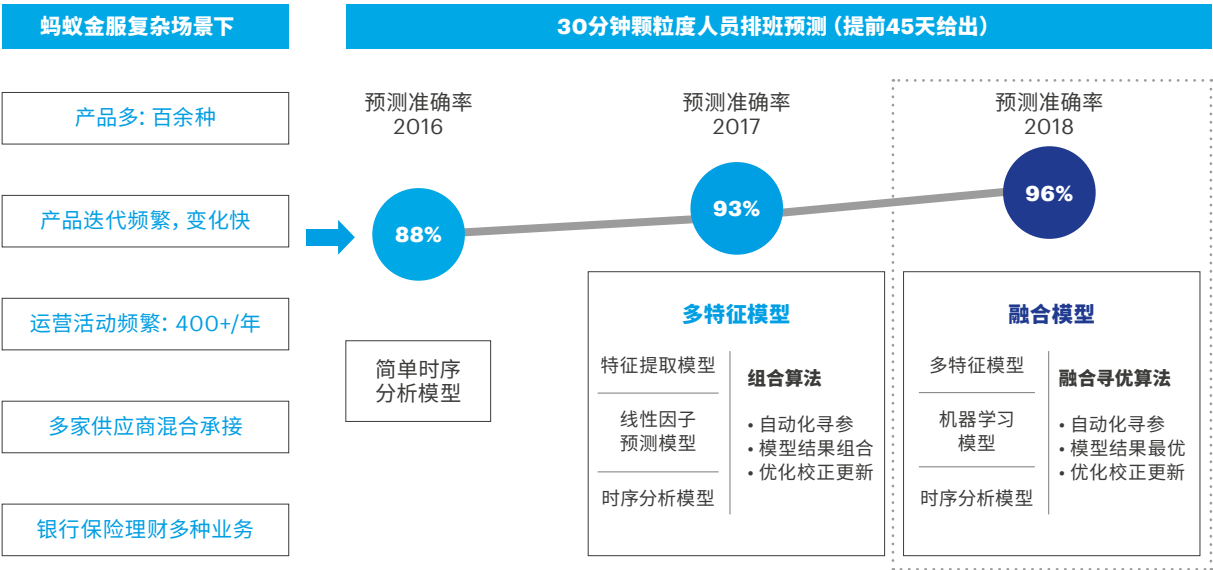 蚂蚁金服复杂场景下
产品多: 百余种
产品迭代频繁, 变化快
运营活动频繁: 400+/年
多家供应商混合承接
银行保险理财多种业务
30分钟颗粒度人员排班预测 (提前45天给出)
预测准确率
2016
88%
简单时序
分析模型
预测准确率
2017
93%
多特征模型
特征提取模型
线性因子
预测模型
时序分析模型
组合算法
• 自动化寻参
• 模型结果组合
• 优化校正更新
预测准确率
2018
96%
融合模型
多特征模型
机器学习
模型
时序分析模型
融合寻优算法
• 自动化寻参
• 模型结果最优
• 优化校正更新